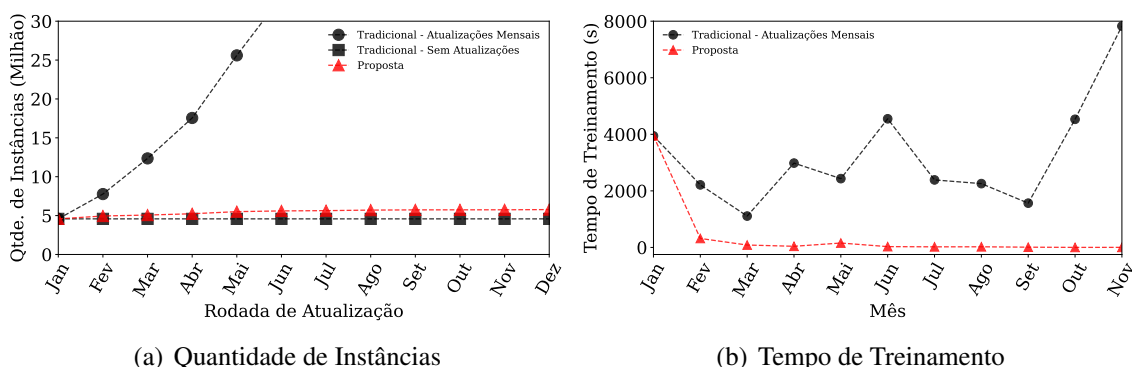 30
25
20
15
10
5
0
Qtde. de Instâncias (Milhão)
Tradicional - Atualizações Mensais
Tradicional - Sem Atualizações
Proposta
Jan
Fev
Mar
Abr
Mai
Jun
Jul
Ago
Set
Out
Nov
Dez
Rodada de Atualização
(a) Quantidade de Instâncias
8000
6000
4000
2000
0
Tempo de Treinamento (s)
Tradicional - Atualizações Mensais
Proposta
Jan
Fev
Mar
Abr
Mai
Jun
Jul
Ago
Set
Out
Nov
Mês
(b) Tempo de Treinamento